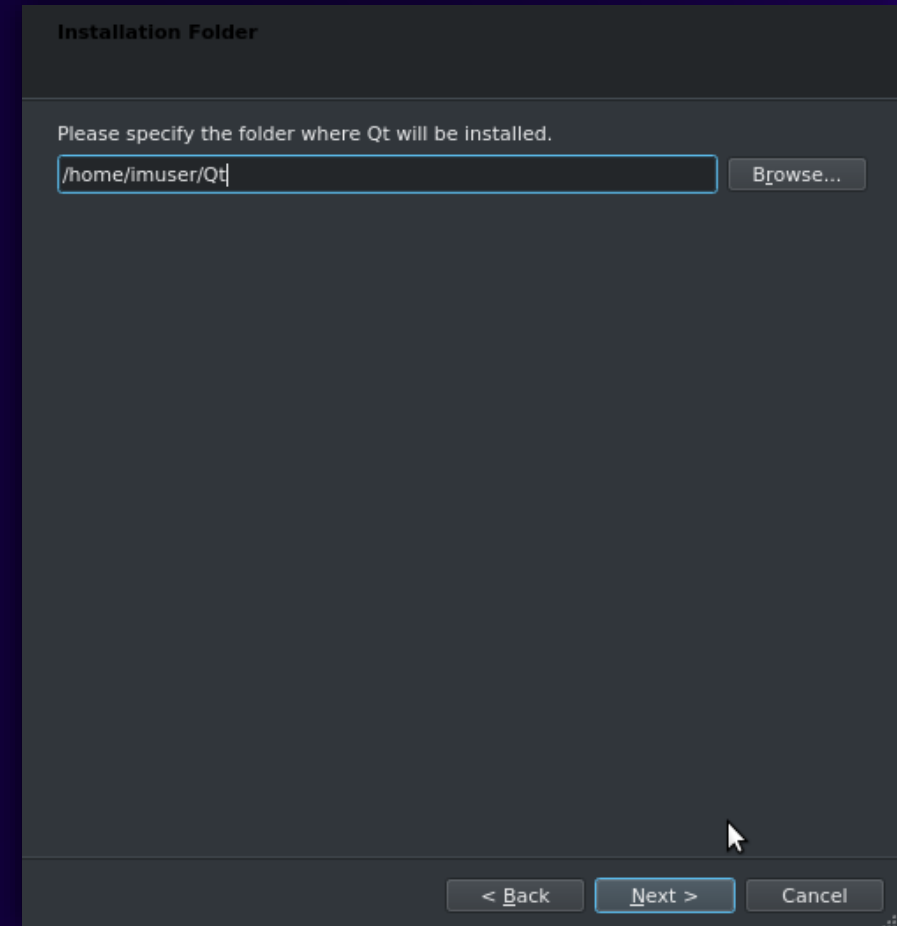 Installation Folder
Please specify the folder where Qt will be installed.
/home/imuser/Qt
Browse...
< Back
Next >
Cancel